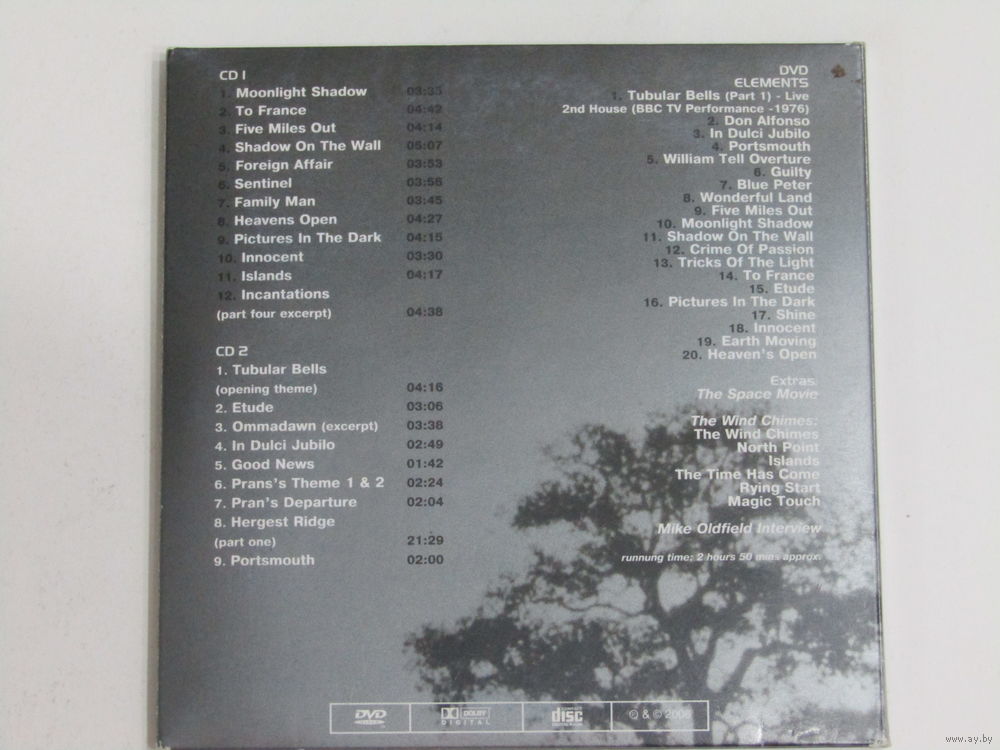 CD 1
1. Moonlight Shadow 03:35
2. To France 04:42
3. Five Miles Out 04:14
4. Shadow On The Wall 05:07
5. Foreign Affair 03:53
6. Sentinel 03:56
7. Family Man 03:45
8. Heavens Open 04:27
9. Pictures In The Dark 04:15
10. Innocent 03:30
11. Islands 04:17
12. Incantations
(part four excerpt) 04:38
CD 2
1. Tubular Bells
(opening theme) 04:16
2. Etude 03:06
3. Ommadawn (excerpt) 03:38
4. In Dulci Jubilo 02:49
5. Good News 01:42
6. Prans's Theme 1 & 2 02:24
7. Pran's Departure 02:04
8. Hergest Ridge
(part one) 21:29
9. Portsmouth 02:00
DVD
ELEMENTS
1. Tubular Bells (Part 1) - Live
2nd House (BBC TV Performance -1976)
2. Don Alfonso
3. In Dulci Jubilo
4. Portsmouth
5. William Tell Overture
6. Guilty
7. Blue Peter
8. Wonderful Land
9. Five Miles Out
10. Moonlight Shadow
11. Shadow On The Wall
12. Crime Of Passion
13. Tricks Of The Light
14. To France
15. Etude
16. Pictures In The Dark
17. Shine
18. Innocent
19. Earth Moving
20. Heaven's Open
Extras:
The Space Movie
The Wind Chimes:
The Wind Chimes
North Point
Islands
The Time Has Come
Rying Start
Magic Touch
Mike Oldfield Interview
runnung time; 2 hours 50 mins approx.
DVD
DOLBY
DIGITAL
COMPACT
disc
℗ & © 2006
www.ay.by